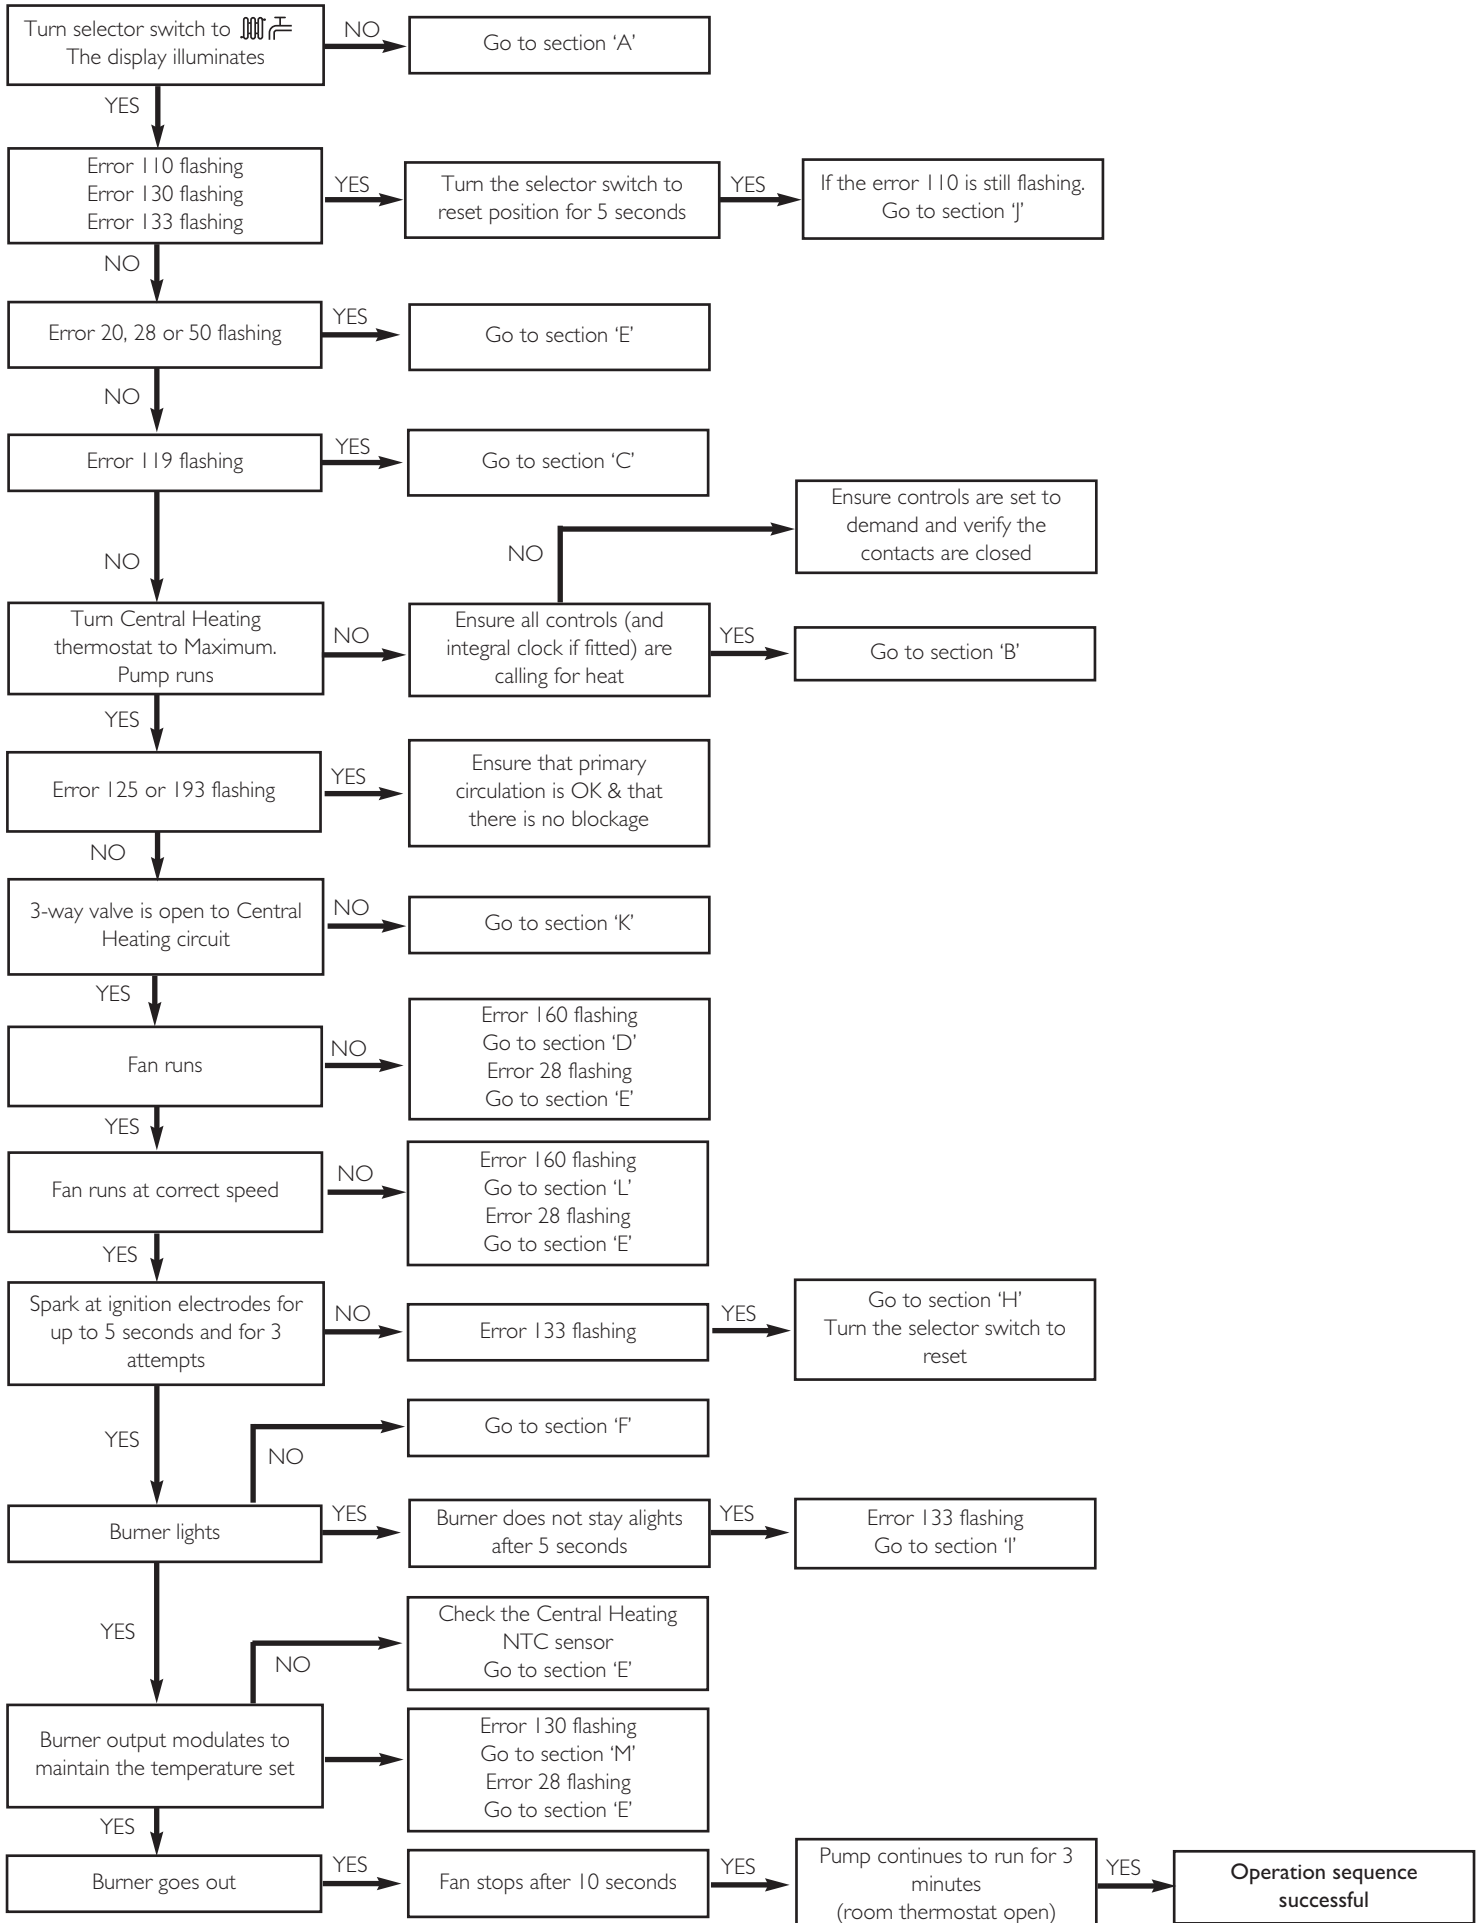 Turn selector switch to
The display illuminates
NO
Go to section ‘A’
YES
Error 110 flashing
Error 130 flashing
Error 133 flashing
YES
Turn the selector switch to
reset position for 5 seconds
YES
If the error 110 is still flashing.
Go to section ‘J’
NO
Error 20, 28 or 50 flashing
YES
Go to section ‘E’
NO
Error 119 flashing
YES
Go to section ‘C’
NO
Turn Central Heating
thermostat to Maximum.
Pump runs
NO
Ensure all controls (and
integral clock if fitted) are
calling for heat
NO
Ensure controls are set to
demand and verify the
contacts are closed
YES
Go to section ‘B’
YES
Error 125 or 193 flashing
YES
Ensure that primary
circulation is OK & that
there is no blockage
NO
3-way valve is open to Central
Heating circuit
NO
Go to section ‘K’
YES
Fan runs
NO
Error 160 flashing
Go to section ‘D’
Error 28 flashing
Go to section ‘E’
YES
Fan runs at correct speed
NO
Error 160 flashing
Go to section ‘L’
Error 28 flashing
Go to section ‘E’
YES
Spark at ignition electrodes for
up to 5 seconds and for 3
attempts
NO
Error 133 flashing
YES
Go to section ‘H’
Turn the selector switch to
reset
YES
NO
Go to section ‘F’
Burner lights
YES
Burner does not stay alights
after 5 seconds
YES
Error 133 flashing
Go to section ‘I’
YES
NO
Check the Central Heating
NTC sensor
Go to section ‘E’
Burner output modulates to
maintain the temperature set
Error 130 flashing
Go to section ‘M’
Error 28 flashing
Go to section ‘E’
YES
Burner goes out
YES
Fan stops after 10 seconds
YES
Pump continues to run for 3
minutes
(room thermostat open)
YES
Operation sequence
successful